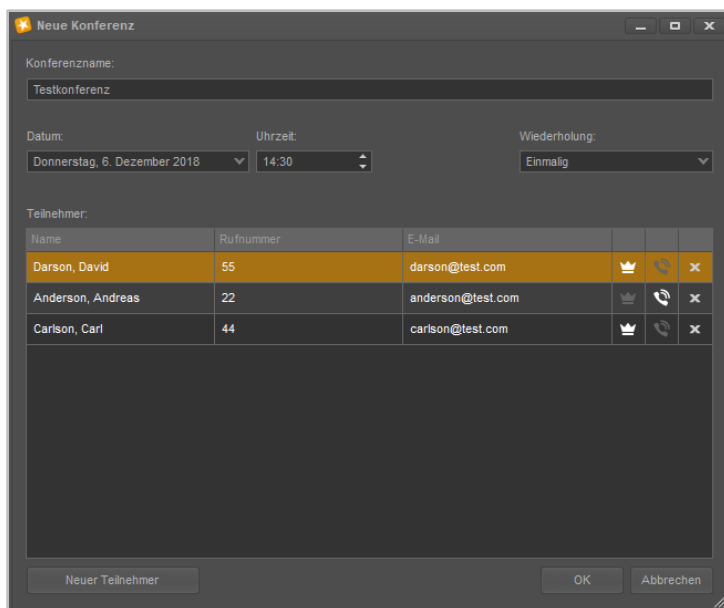 Neue Konferenz
Konferenzname:
Testkonferenz
Datum: Uhrzeit: Wiederholung:
Donnerstag, 6. Dezember 2018 14:30 Einmalig
Teilnehmer:
Name Rufnummer E-Mail
Darson, David 55 darson@test.com
Anderson, Andreas 22 anderson@test.com
Carlson, Carl 44 carlson@test.com
Neuer Teilnehmer OK Abbrechen